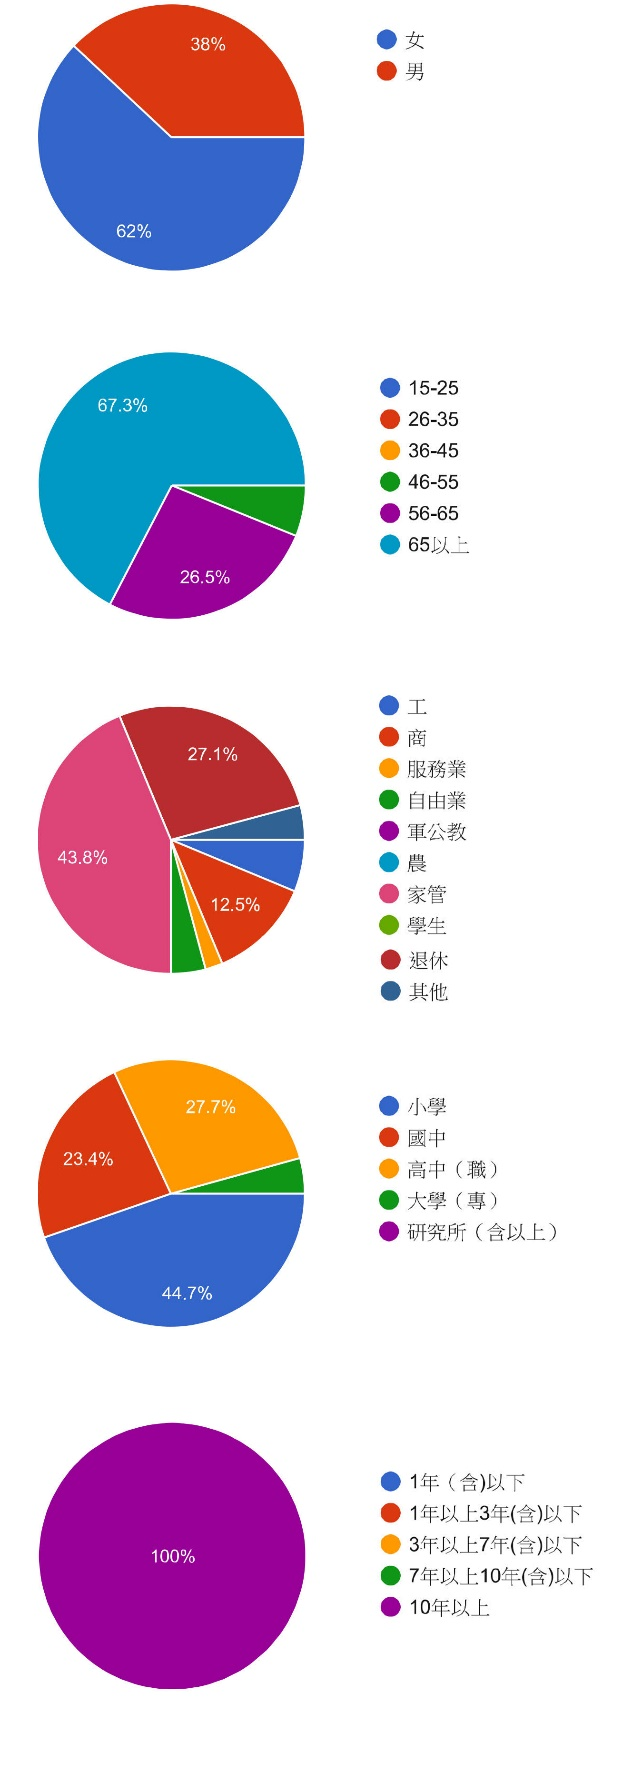 38%
62%
女
男
67.3%
26.5%
15-25
26-35
36-45
46-55
56-65
65以上
27.1%
43.8%
12.5%
工
商
服務業
自由業
軍公教
農
家管
學生
退休
其他
27.7%
23.4%
44.7%
小學
國中
高中（職）
大學（專）
研究所（含以上）
100%
1年（含)以下
1年以上3年(含)以下
3年以上7年(含)以下
7年以上10年(含)以下
10年以上